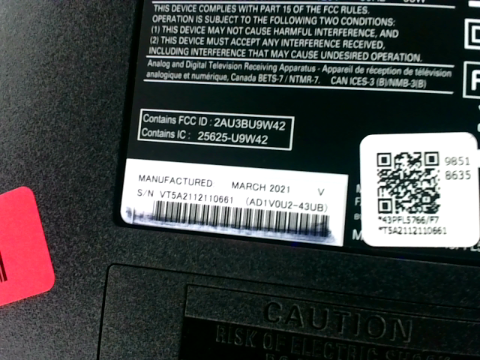 THIS DEVICE COMPLIES WITH PART 15 OF THE FCC RULES.
OPERATION IS SUBJECT TO THE FOLLOWING TWO CONDITIONS:
(1) THIS DEVICE MAY NOT CAUSE HARMFUL INTERFERENCE, AND
(2) THIS DEVICE MUST ACCEPT ANY INTERFERENCE RECEIVED,
INCLUDING INTERFERENCE THAT MAY CAUSE UNDESIRED OPERATION.
Analog and Digital Television Receiving Apparatus - Appareil de réception de télévision
analogique et numérique, Canada BETS-7 / NTMR-7. CAN ICES-3 (B)/NMB-3(B)
Contains FCC ID : 2AU3BU9W42
Contains IC : 25625-U9W42
MANUFACTURED MARCH 2021 V
S/N VT5A2112110661 (AD1V0U2-43UB)
9851
8635
*43PFL5766/F7
*T5A2112110661
CAUTION
RISK OF ELECTRIC